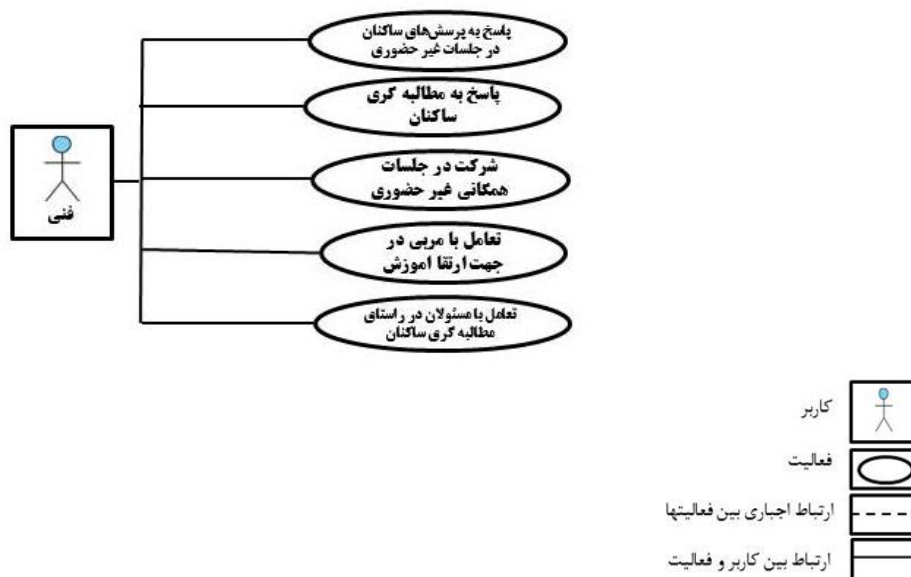 پاسخ به پرسش‌های ساکنان
در جلسات غیر حضوری
پاسخ به مطالبه گری
ساکنان
شرکت در جلسات
همگانی غیر حضوری
تعامل با مربی در
جهت ارتقا اموزش
تعامل با مسئولان در راستای
مطالبه گری ساکنان
فنی
کاربر
فعالیت
ارتباط اجباری بین فعالیتها
ارتباط بین کاربر و فعالیت